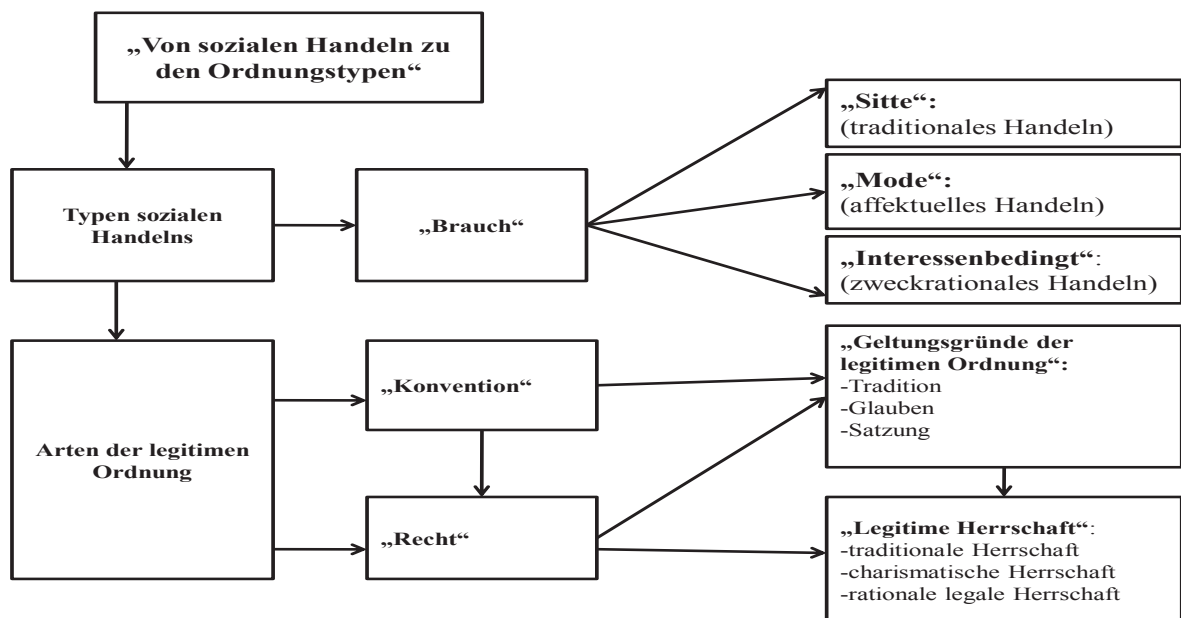 „Von sozialen Handeln zu
den Ordnungstypen“
„Sitte“:
(traditionales Handeln)
„Mode“:
(affektuelles Handeln)
„Interessenbedingt“:
(zweckrationales Handeln)
Typen sozialen
Handelns
„Brauch“
„Geltungsgründe der
legitimen Ordnung“:
-Tradition
-Glauben
-Satzung
„Konvention“
Arten der legitimen
Ordnung
„Recht“
„Legitime Herrschaft“:
-traditionale Herrschaft
-charismatische Herrschaft
-rationale legale Herrschaft